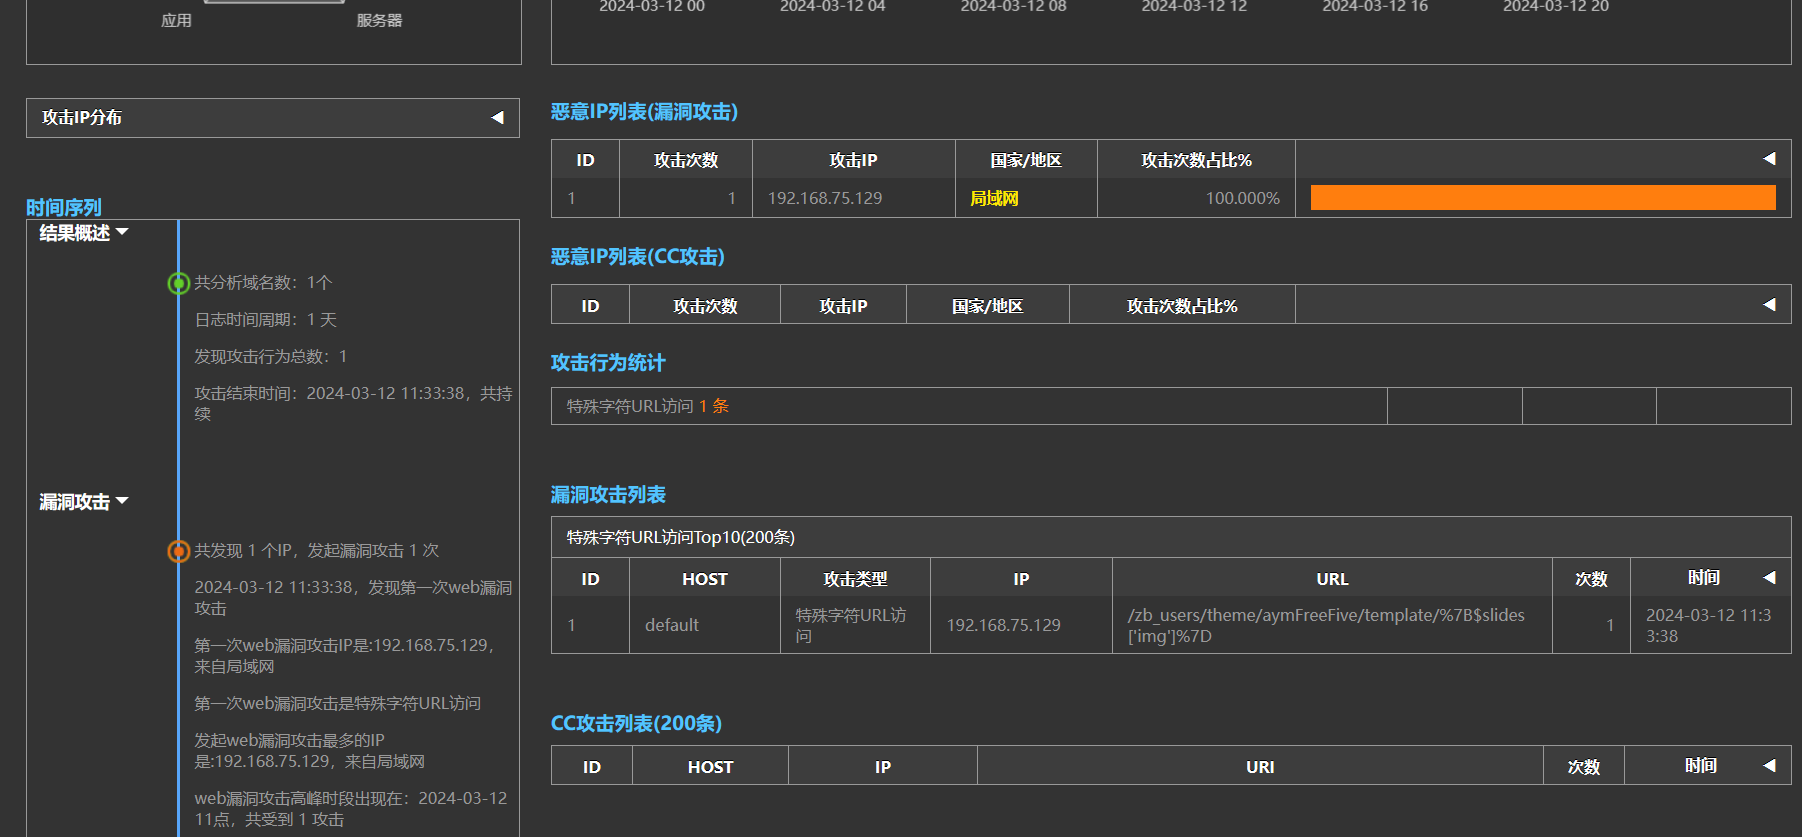 应用 服务器
2024-03-12 00 2024-03-12 04 2024-03-12 08 2024-03-12 12 2024-03-12 16 2024-03-12 20
攻击IP分布
时间序列
结果概述
共分析域名数：1个
日志时间周期：1 天
发现攻击行为总数：1
攻击结束时间：2024-03-12 11:33:38，共持
续
漏洞攻击
共发现 1 个IP，发起漏洞攻击 1 次
2024-03-12 11:33:38，发现第一次web漏洞
攻击
第一次web漏洞攻击IP是:192.168.75.129，
来自局域网
第一次web漏洞攻击是特殊字符URL访问
发起web漏洞攻击最多的IP
是:192.168.75.129，来自局域网
web漏洞攻击高峰时段出现在：2024-03-12
11点，共受到 1 攻击
恶意IP列表(漏洞攻击)
ID 攻击次数 攻击IP 国家/地区 攻击次数占比%
1 1 192.168.75.129 局域网 100.000%
恶意IP列表(CC攻击)
ID 攻击次数 攻击IP 国家/地区 攻击次数占比%
攻击行为统计
特殊字符URL访问 1 条
漏洞攻击列表
特殊字符URL访问Top10(200条)
ID HOST 攻击类型 IP URL 次数 时间
1 default 特殊字符URL访 192.168.75.129 /zb_users/theme/aymFreeFive/template/%7B$slides 1 2024-03-12 11:3
问 ['img']%7D 3:38
CC攻击列表(200条)
ID HOST IP URI 次数 时间